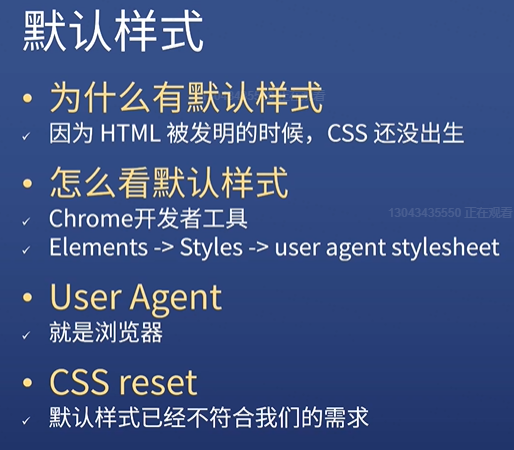 默认样式
• 为什么有默认样式
✓ 因为 HTML 被发明的时候，CSS 还没出生
• 怎么看默认样式
✓ Chrome开发者工具
13043435550 正在观看
✓ Elements -> Styles -> user agent stylesheet
• User Agent
✓ 就是浏览器
• CSS reset
✓ 默认样式已经不符合我们的需求